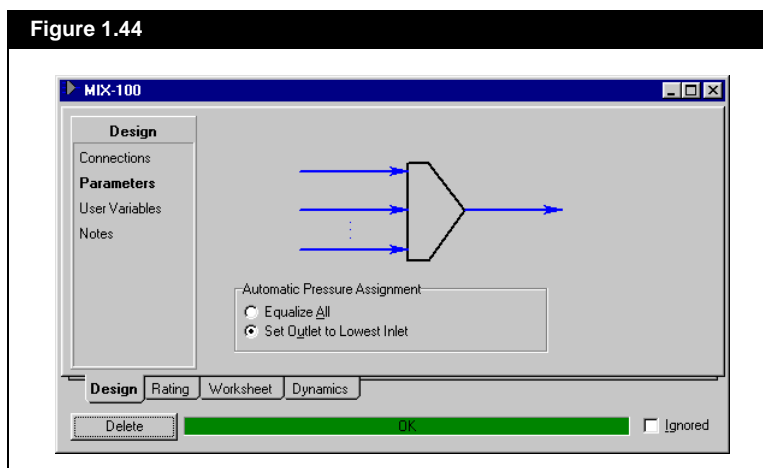 Figure 1.44
MIX-100
Design
Connections
Parameters
User Variables
Notes
Automatic Pressure Assignment
Equalize All
Set Outlet to Lowest Inlet
Design Rating Worksheet Dynamics
Delete OK Ignored